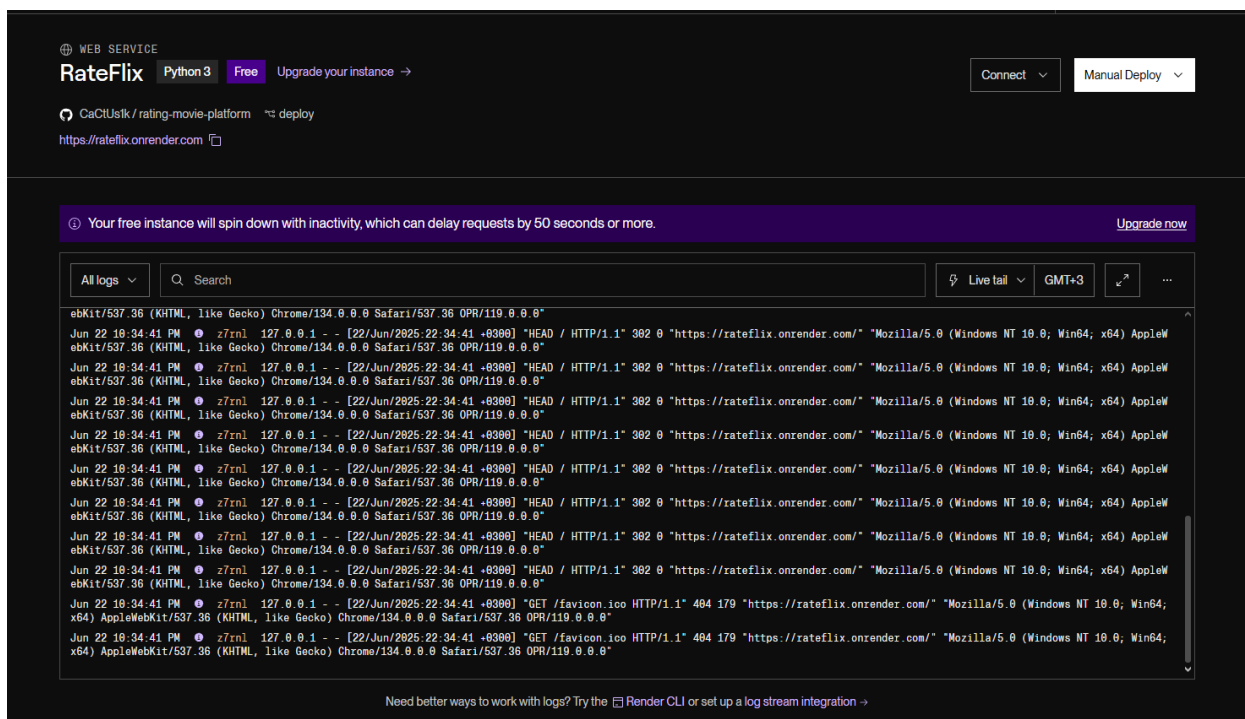 WEB SERVICE
RateFlix Python 3 Free Upgrade your instance →
Connect Manual Deploy
CaCtUs1k / rating-movie-platform deploy
https://rateflix.onrender.com
Your free instance will spin down with inactivity, which can delay requests by 50 seconds or more. Upgrade now
All logs Search Live tail GMT+3 ...
ebKit/537.36 (KHTML, like Gecko) Chrome/134.0.0.0 Safari/537.36 OPR/119.0.0.0"
Jun 22 10:34:41 PM z7rnl 127.0.0.1 - - [22/Jun/2025:22:34:41 +0300] "HEAD / HTTP/1.1" 302 0 "https://rateflix.onrender.com/" "Mozilla/5.0 (Windows NT 10.0; Win64; x64) AppleW
ebKit/537.36 (KHTML, like Gecko) Chrome/134.0.0.0 Safari/537.36 OPR/119.0.0.0"
Jun 22 10:34:41 PM z7rnl 127.0.0.1 - - [22/Jun/2025:22:34:41 +0300] "HEAD / HTTP/1.1" 302 0 "https://rateflix.onrender.com/" "Mozilla/5.0 (Windows NT 10.0; Win64; x64) AppleW
ebKit/537.36 (KHTML, like Gecko) Chrome/134.0.0.0 Safari/537.36 OPR/119.0.0.0"
Jun 22 10:34:41 PM z7rnl 127.0.0.1 - - [22/Jun/2025:22:34:41 +0300] "HEAD / HTTP/1.1" 302 0 "https://rateflix.onrender.com/" "Mozilla/5.0 (Windows NT 10.0; Win64; x64) AppleW
ebKit/537.36 (KHTML, like Gecko) Chrome/134.0.0.0 Safari/537.36 OPR/119.0.0.0"
Jun 22 10:34:41 PM z7rnl 127.0.0.1 - - [22/Jun/2025:22:34:41 +0300] "HEAD / HTTP/1.1" 302 0 "https://rateflix.onrender.com/" "Mozilla/5.0 (Windows NT 10.0; Win64; x64) AppleW
ebKit/537.36 (KHTML, like Gecko) Chrome/134.0.0.0 Safari/537.36 OPR/119.0.0.0"
Jun 22 10:34:41 PM z7rnl 127.0.0.1 - - [22/Jun/2025:22:34:41 +0300] "HEAD / HTTP/1.1" 302 0 "https://rateflix.onrender.com/" "Mozilla/5.0 (Windows NT 10.0; Win64; x64) AppleW
ebKit/537.36 (KHTML, like Gecko) Chrome/134.0.0.0 Safari/537.36 OPR/119.0.0.0"
Jun 22 10:34:41 PM z7rnl 127.0.0.1 - - [22/Jun/2025:22:34:41 +0300] "HEAD / HTTP/1.1" 302 0 "https://rateflix.onrender.com/" "Mozilla/5.0 (Windows NT 10.0; Win64; x64) AppleW
ebKit/537.36 (KHTML, like Gecko) Chrome/134.0.0.0 Safari/537.36 OPR/119.0.0.0"
Jun 22 10:34:41 PM z7rnl 127.0.0.1 - - [22/Jun/2025:22:34:41 +0300] "HEAD / HTTP/1.1" 302 0 "https://rateflix.onrender.com/" "Mozilla/5.0 (Windows NT 10.0; Win64; x64) AppleW
ebKit/537.36 (KHTML, like Gecko) Chrome/134.0.0.0 Safari/537.36 OPR/119.0.0.0"
Jun 22 10:34:41 PM z7rnl 127.0.0.1 - - [22/Jun/2025:22:34:41 +0300] "HEAD / HTTP/1.1" 302 0 "https://rateflix.onrender.com/" "Mozilla/5.0 (Windows NT 10.0; Win64; x64) AppleW
ebKit/537.36 (KHTML, like Gecko) Chrome/134.0.0.0 Safari/537.36 OPR/119.0.0.0"
Jun 22 10:34:41 PM z7rnl 127.0.0.1 - - [22/Jun/2025:22:34:41 +0300] "GET /favicon.ico HTTP/1.1" 404 179 "https://rateflix.onrender.com/" "Mozilla/5.0 (Windows NT 10.0; Win64;
x64) AppleWebKit/537.36 (KHTML, like Gecko) Chrome/134.0.0.0 Safari/537.36 OPR/119.0.0.0"
Jun 22 10:34:41 PM z7rnl 127.0.0.1 - - [22/Jun/2025:22:34:41 +0300] "GET /favicon.ico HTTP/1.1" 404 179 "https://rateflix.onrender.com/" "Mozilla/5.0 (Windows NT 10.0; Win64;
x64) AppleWebKit/537.36 (KHTML, like Gecko) Chrome/134.0.0.0 Safari/537.36 OPR/119.0.0.0"
Need better ways to work with logs? Try the Render CLI or set up a log stream integration →